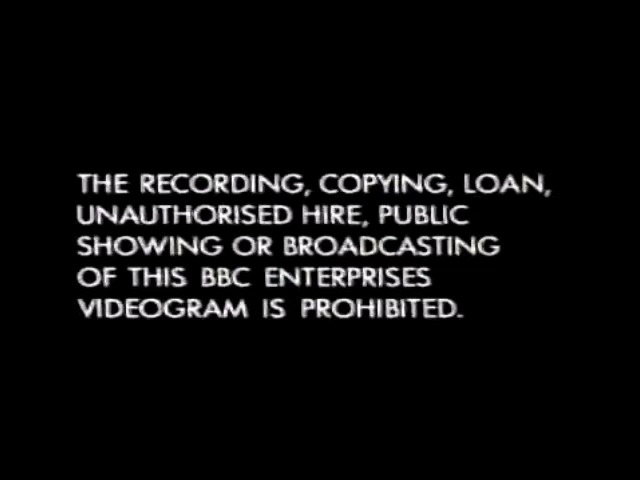 THE RECORDING, COPYING, LOAN,
UNAUTHORISED HIRE, PUBLIC
SHOWING OR BROADCASTING
OF THIS BBC ENTERPRISES
VIDEOGRAM IS PROHIBITED.